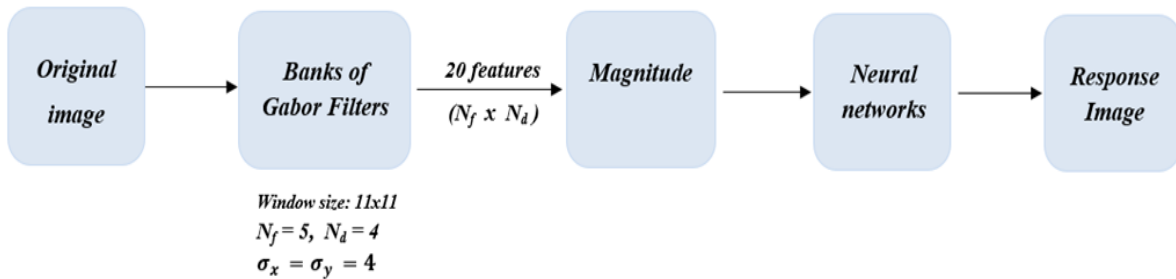 Original
image
Banks of
Gabor Filters
20 features
(N_f x N_d)
Magnitude
Neural
networks
Response
Image
Window size: 11x11
N_f = 5, N_d = 4
σ_x = σ_y = 4